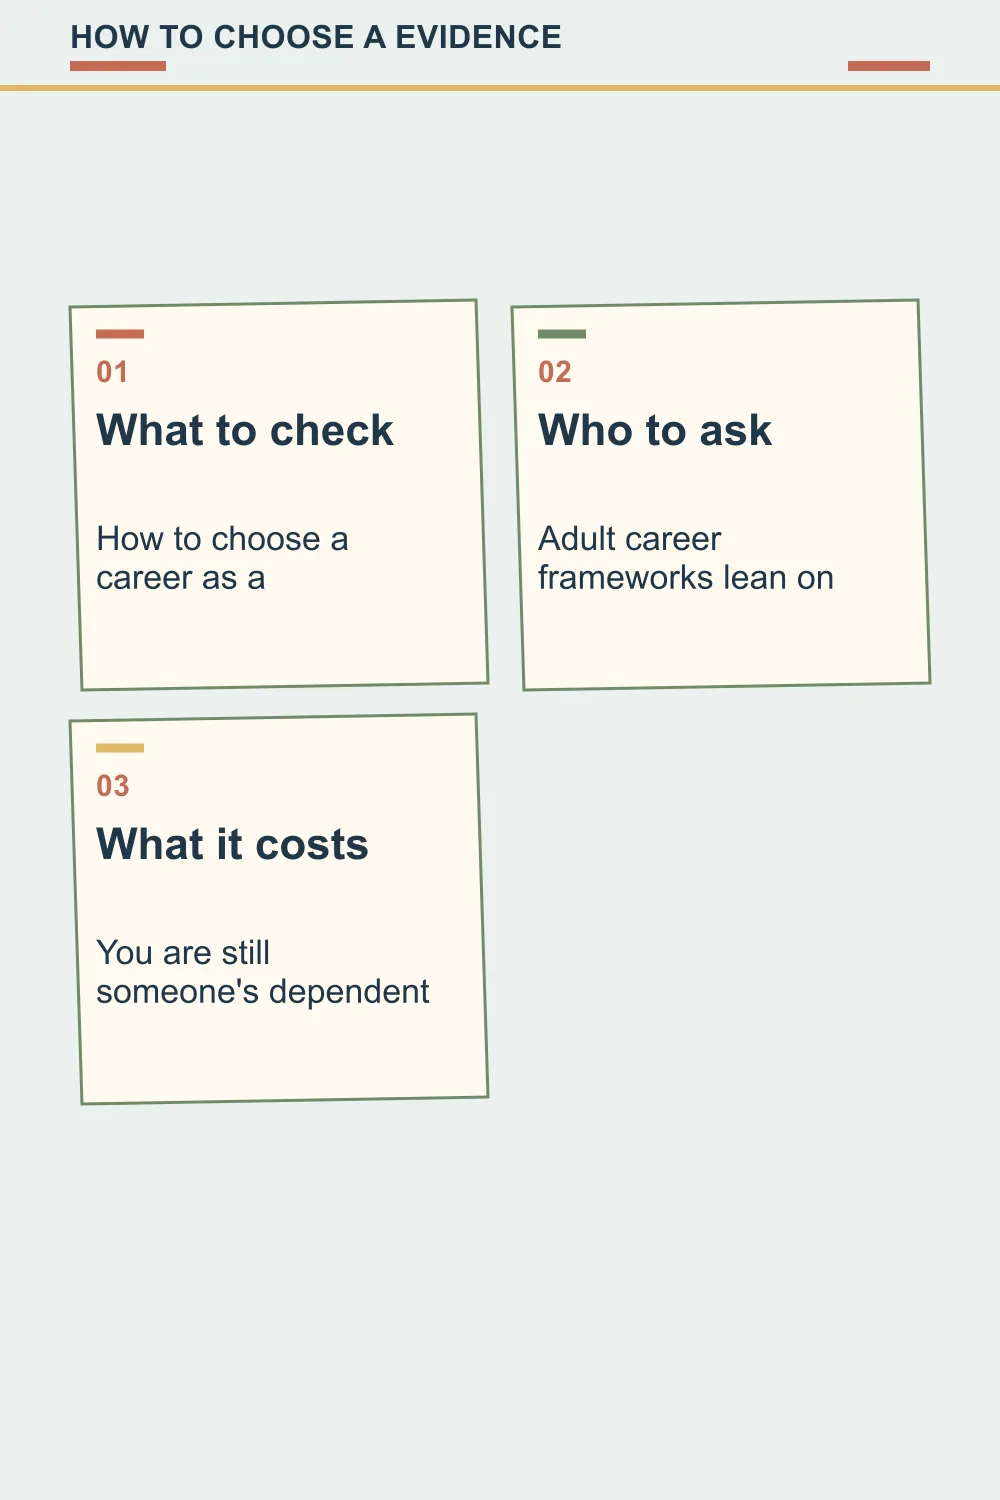 HOW TO CHOOSE A EVIDENCE
01
What to check
How to choose a
career as a
02
Who to ask
Adult career
frameworks lean on
03
What it costs
You are still
someone's dependent